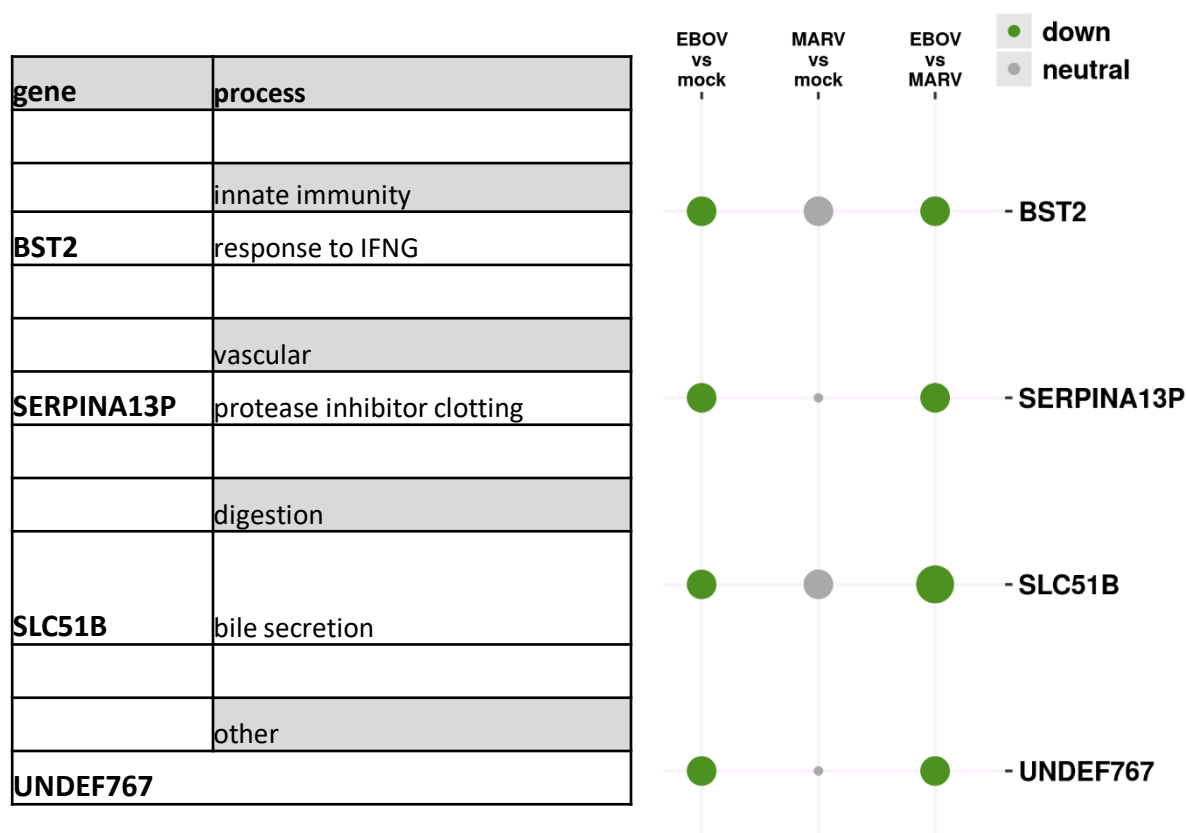 gene process
innate immunity
BST2 response to IFNG
vascular
SERPINA13P protease inhibitor clotting
digestion
SLC51B bile secretion
other
UNDEF767
EBOV
vs
mock
MARV
vs
mock
EBOV
vs
MARV
down
neutral
BST2
SERPINA13P
SLC51B
UNDEF767